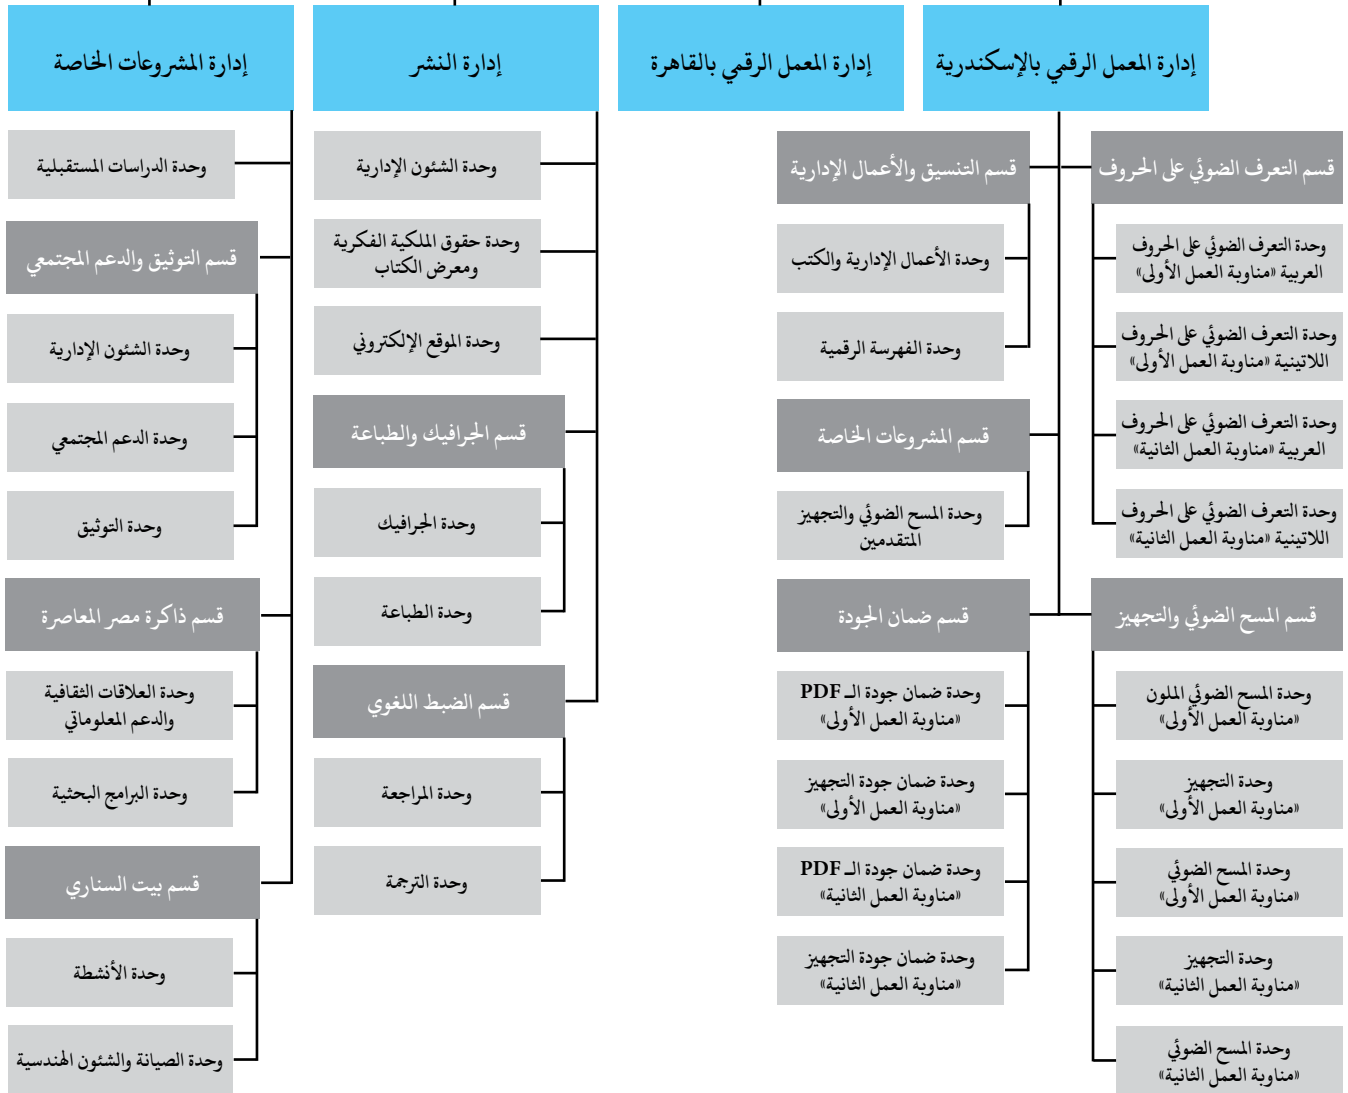 إدارة المعمل الرقمي بالإسكندرية
إدارة المعمل الرقمي بالقاهرة
إدارة النشر
إدارة المشروعات الخاصة
قسم التعرف الضوئي على الحروف
وحدة التعرف الضوئي على الحروف
العربية «مناوبة العمل الأولى»
وحدة التعرف الضوئي على الحروف
اللاتينية «مناوبة العمل الأولى»
وحدة التعرف الضوئي على الحروف
العربية «مناوبة العمل الثانية»
وحدة التعرف الضوئي على الحروف
اللاتينية «مناوبة العمل الثانية»
قسم المسح الضوئي والتجهيز
وحدة المسح الضوئي الملون
«مناوبة العمل الأولى»
وحدة التجهيز
«مناوبة العمل الأولى»
وحدة المسح الضوئي
«مناوبة العمل الأولى»
وحدة التجهيز
«مناوبة العمل الثانية»
وحدة المسح الضوئي
«مناوبة العمل الثانية»
قسم التنسيق والأعمال الإدارية
وحدة الأعمال الإدارية والكتب
وحدة الفهرسة الرقمية
قسم المشروعات الخاصة
وحدة المسح الضوئي والتجهيز
المتقدمين
قسم ضمان الجودة
وحدة ضمان جودة الـ PDF
«مناوبة العمل الأولى»
وحدة ضمان جودة التجهيز
«مناوبة العمل الأولى»
وحدة ضمان جودة الـ PDF
«مناوبة العمل الثانية»
وحدة ضمان جودة التجهيز
«مناوبة العمل الثانية»
وحدة الشئون الإدارية
وحدة حقوق الملكية الفكرية
ومعرض الكتاب
وحدة الموقع الإلكتروني
قسم الجرافيك والطباعة
وحدة الجرافيك
وحدة الطباعة
قسم الضبط اللغوي
وحدة المراجعة
وحدة الترجمة
وحدة الدراسات المستقبلية
قسم التوثيق والدعم المجتمعي
وحدة الشئون الإدارية
وحدة الدعم المجتمعي
وحدة التوثيق
قسم ذاكرة مصر المعاصرة
وحدة العلاقات الثقافية
والدعم المعلوماتي
وحدة البرامج البحثية
قسم بيت السناري
وحدة الأنشطة
وحدة الصيانة والشئون الهندسية